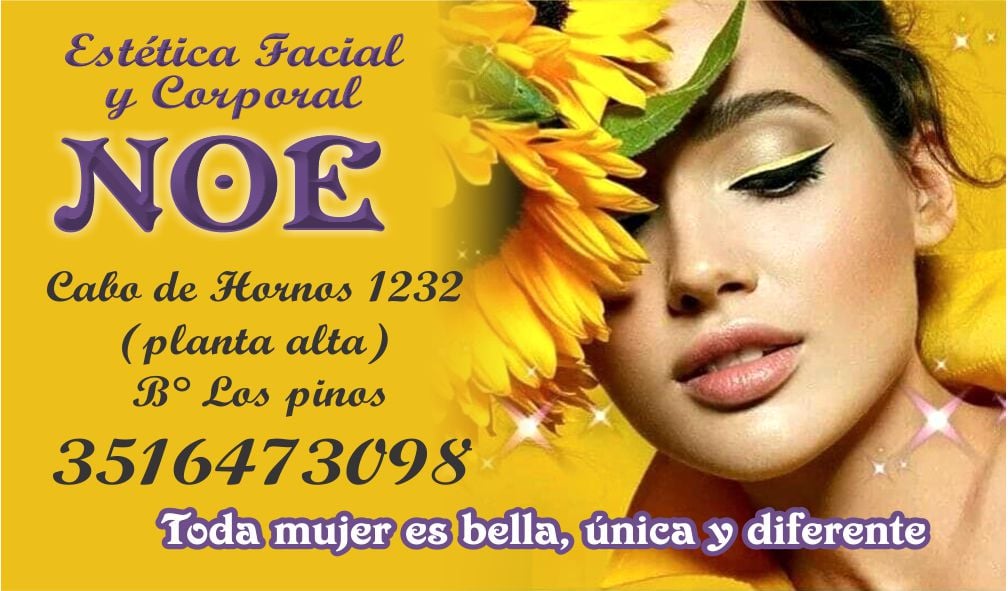 Estética Facial
y Corporal
NOE
Cabo de Hornos 1232
(planta alta)
B° Los pinos
3516473098
Toda mujer es bella, única y diferente